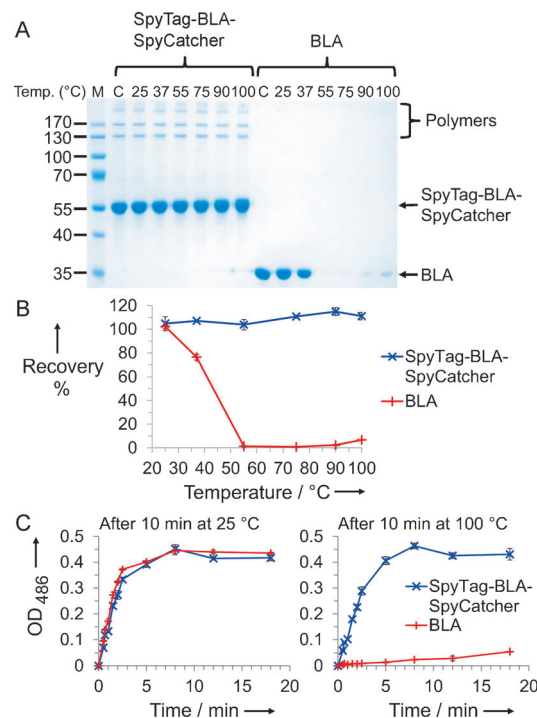 A
SpyTag-BLA-
SpyCatcher
BLA
Temp. (°C) M C 25 37 55 75 90 100 C 25 37 55 75 90 100
170
130
100
70
55
40
35
Polymers
SpyTag-BLA-
SpyCatcher
BLA
B
Recovery
%
120
100
80
60
40
20
0
20 30 40 50 60 70 80 90 100
Temperature / °C
SpyTag-BLA-
SpyCatcher
BLA
C
After 10 min at 25 °C
OD486
0.5
0.4
0.3
0.2
0.1
0
0 5 10 15 20
Time / min
After 10 min at 100 °C
0.5
0.4
0.3
0.2
0.1
0
0 5 10 15 20
Time / min
SpyTag-BLA-
SpyCatcher
BLA